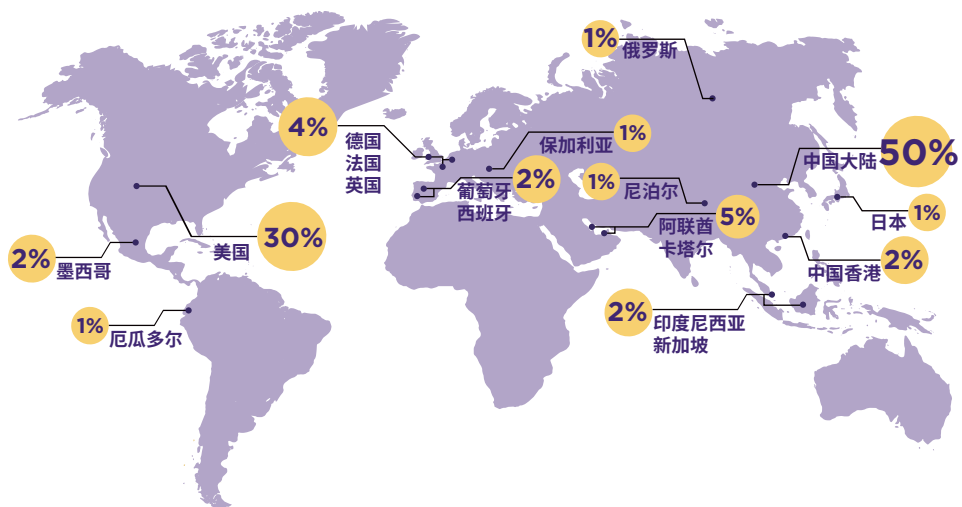 1%
俄罗斯
4%
德国
法国
英国
保加利亚
1%
中国大陆
50%
葡萄牙
西班牙
2%
1%
尼泊尔
阿联酋
卡塔尔
5%
日本
1%
美国
30%
2%
墨西哥
中国香港
2%
1%
厄瓜多尔
2%
印度尼西亚
新加坡